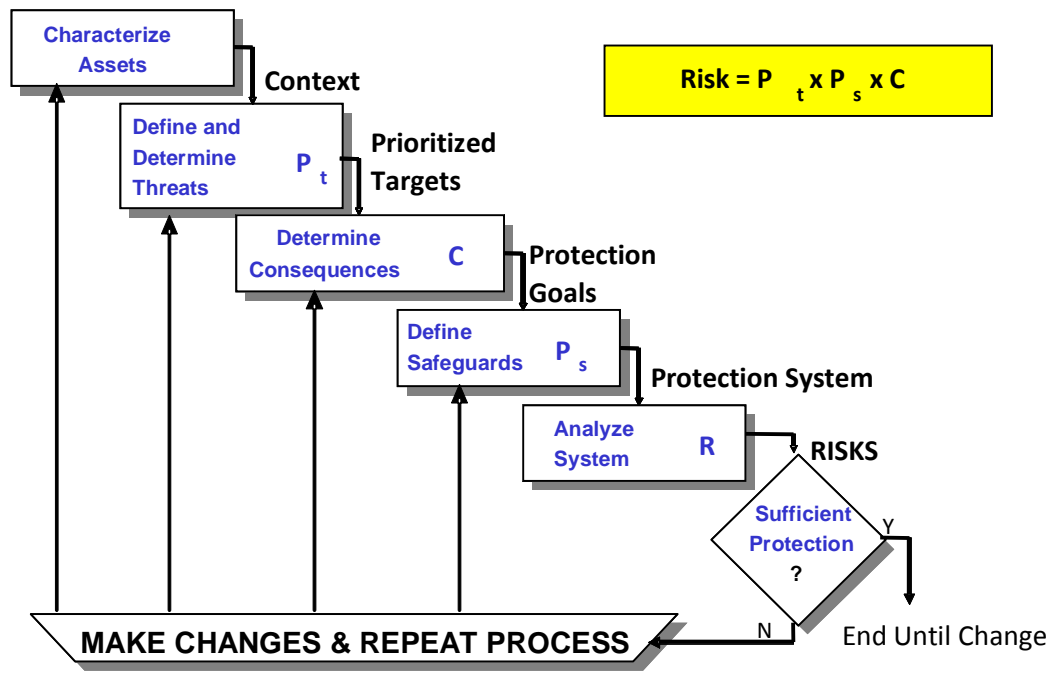 Characterize
Assets
Risk = P t x P s x C
Context
Define and
Determine
Threats
P t
Prioritized
Targets
Determine
Consequences
C
Protection
Goals
Define
Safeguards
P s
Protection System
Analyze
System
R
RISKS
Sufficient
Protection
?
Y
N
End Until Change
MAKE CHANGES & REPEAT PROCESS